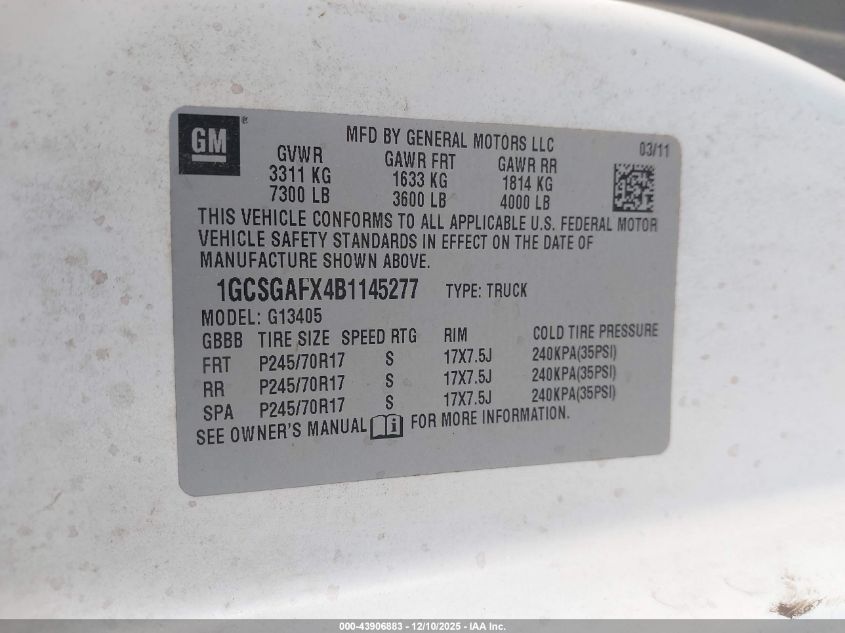 GM®
MFD BY GENERAL MOTORS LLC 03/11
GVWR GAWR FRT GAWR RR
3311 KG 1633 KG 1814 KG
7300 LB 3600 LB 4000 LB
THIS VEHICLE CONFORMS TO ALL APPLICABLE U.S. FEDERAL MOTOR
VEHICLE SAFETY STANDARDS IN EFFECT ON THE DATE OF
MANUFACTURE SHOWN ABOVE.
1GCSGAFX4B1145277 TYPE: TRUCK
MODEL: G13405
GBBB TIRE SIZE SPEED RTG RIM COLD TIRE PRESSURE
FRT P245/70R17 S 17X7.5J 240KPA(35PSI)
RR P245/70R17 S 17X7.5J 240KPA(35PSI)
SPA P245/70R17 S 17X7.5J 240KPA(35PSI)
SEE OWNER'S MANUAL i FOR MORE INFORMATION.
000-43906883 - 12/10/2025 - IAA Inc.